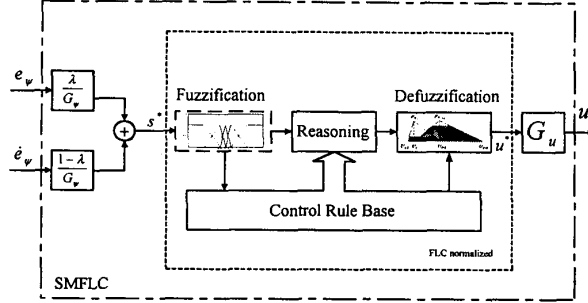 e_ψ
λ
G_ψ
ė_ψ
1 − λ
G_ψ
+
s*
Fuzzification
Reasoning
Defuzzification
u*
G_u
u
Control Rule Base
FLC normalized
SMFLC